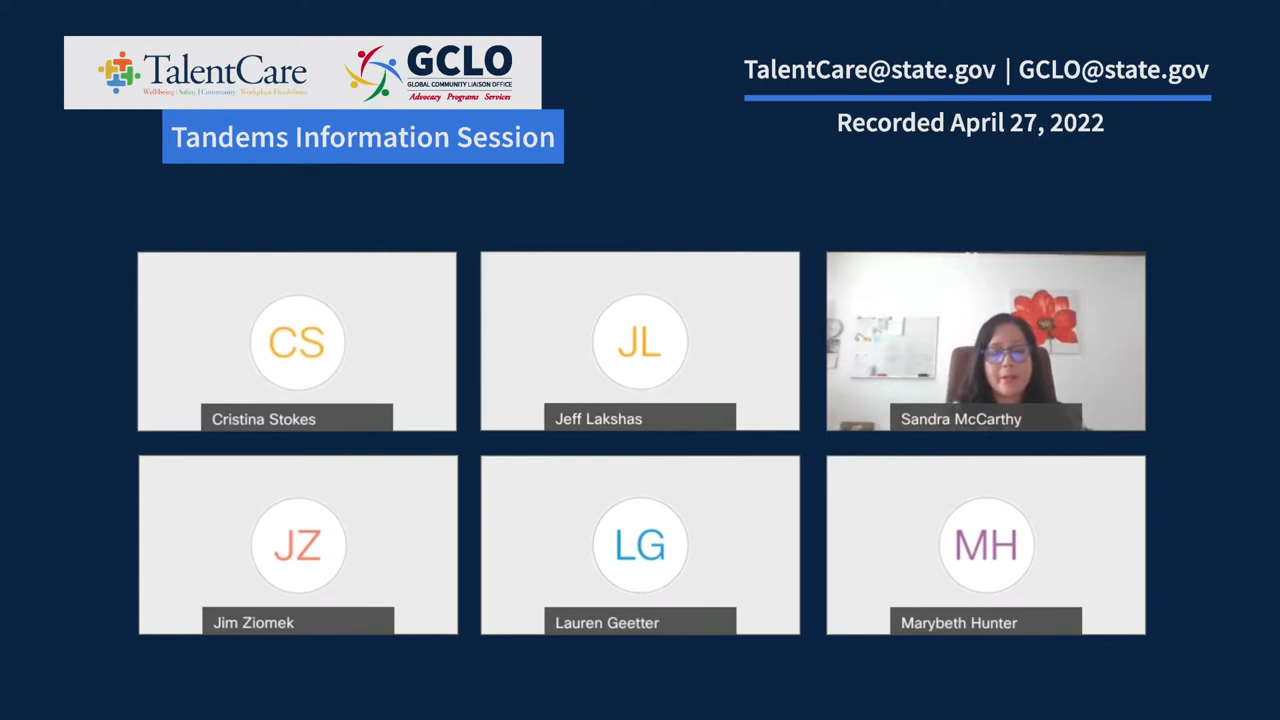 TalentCare
Well-being | Safety | Community | Workplace Flexibilities
GCLO
GLOBAL COMMUNITY LIAISON OFFICE
Advocacy Programs Services
Tandems Information Session
TalentCare@state.gov | GCLO@state.gov
Recorded April 27, 2022
CS
Cristina Stokes
JL
Jeff Lakshas
Sandra McCarthy
JZ
Jim Ziomek
LG
Lauren Geetter
MH
Marybeth Hunter